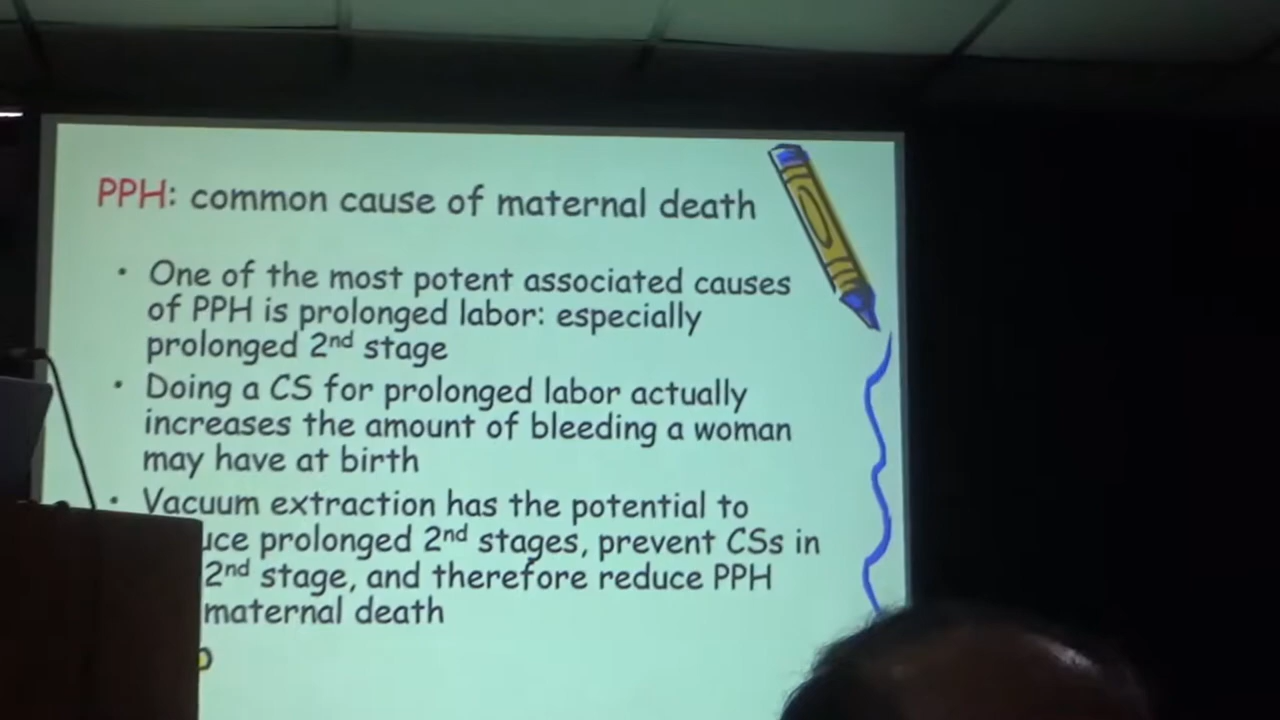 PPH: common cause of maternal death
• One of the most potent associated causes
of PPH is prolonged labor: especially
prolonged 2nd stage
• Doing a CS for prolonged labor actually
increases the amount of bleeding a woman
may have at birth
• Vacuum extraction has the potential to
uce prolonged 2nd stages, prevent CSs in
2nd stage, and therefore reduce PPH
maternal death